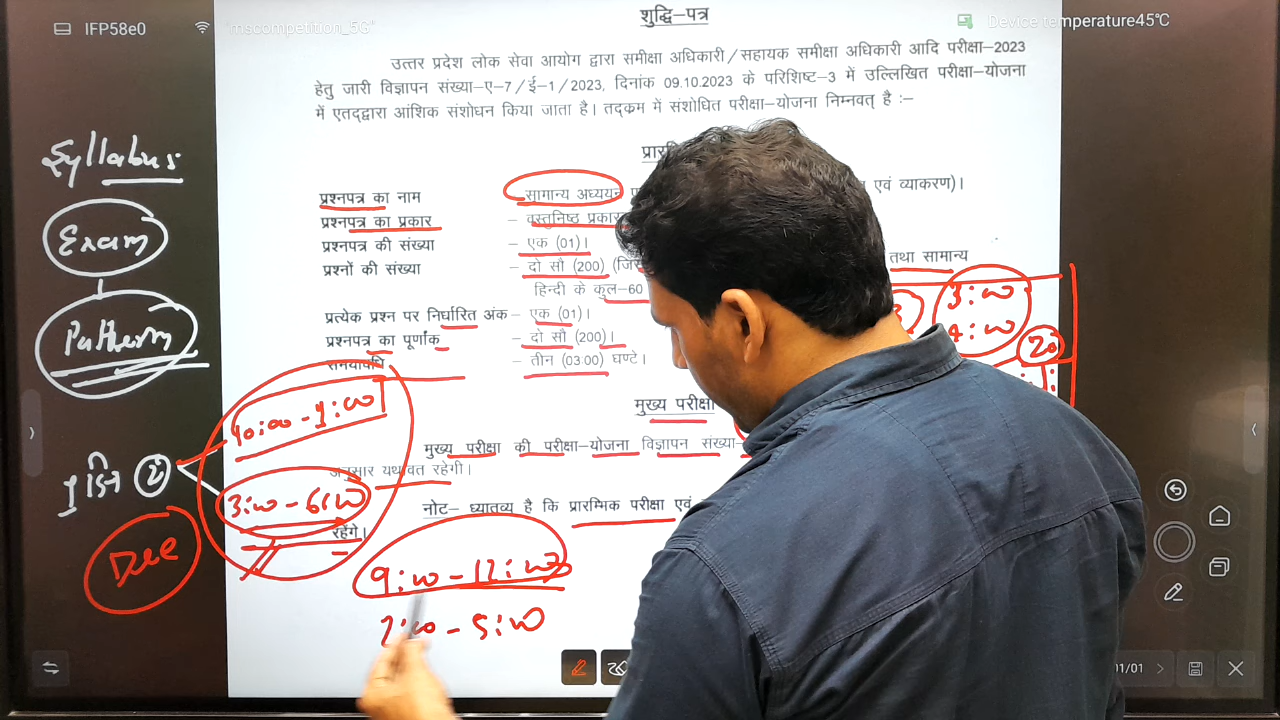 IFP58e0
"mscompetition_5G"
Device temperature45℃
शुद्धि–पत्र
उत्तर प्रदेश लोक सेवा आयोग द्वारा समीक्षा अधिकारी/सहायक समीक्षा अधिकारी आदि परीक्षा–2023
हेतु जारी विज्ञापन संख्या–ए–7/ई–1/2023, दिनांक 09.10.2023 के परिशिष्ट–3 में उल्लिखित परीक्षा–योजना
में एतद्द्वारा आंशिक संशोधन किया जाता है। तद्क्रम में संशोधित परीक्षा–योजना निम्नवत् है :–
प्रश्नपत्र का नाम सामान्य अध्ययन एवं व्याकरण)।
प्रश्नपत्र का प्रकार – वस्तुनिष्ठ प्रकार
प्रश्नपत्र की संख्या – एक (01)।
प्रश्नों की संख्या – दो सौ (200) तथा सामान्य
हिन्दी के कुल–60
प्रत्येक प्रश्न पर निर्धारित अंक – एक (01)।
प्रश्नपत्र का पूर्णांक – दो सौ (200)।
समयावधि – तीन (03:00) घण्टे।
मुख्य परीक्षा
मुख्य परीक्षा की परीक्षा–योजना विज्ञापन संख्या–
अनुसार यथावत रहेगी।
नोट– ध्यातव्य है कि प्रारम्भिक परीक्षा एवं
रहेंगे।
Syllabus
Exam
Pattern
10:00 - 1:00
3:00 - 6:00
Dec
9:00 - 12:00
2:00 - 5:00
3:00
4:00
20
01/01